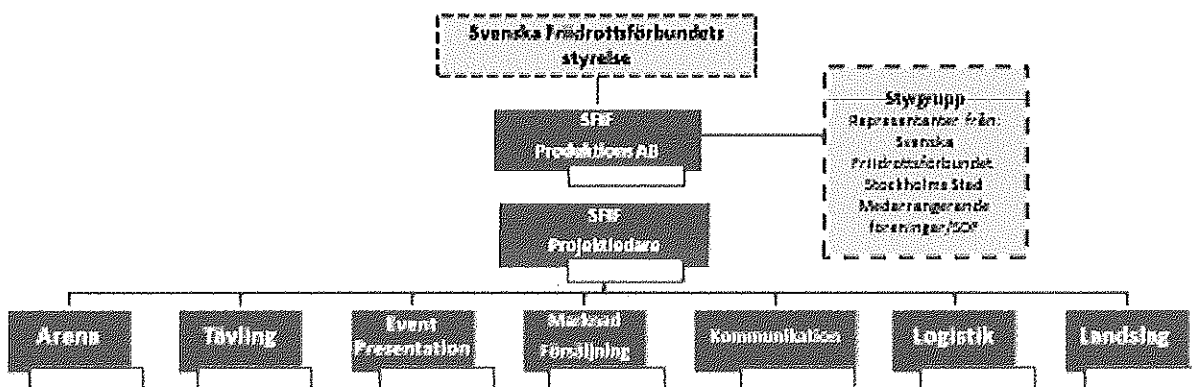 Svenska Friidrottsförbundets
styrelse
SFIF
Produktions AB
Styrgrupp
Representanter från:
Svenska
Friidrottsförbundet
Stockholms Stad
Medarrangerande
föreningar/SOF
SFIF
Projektledare
Arena
Tävling
Event
Presentation
Marknad
Försäljning
Kommunikation
Logistik
Landslag